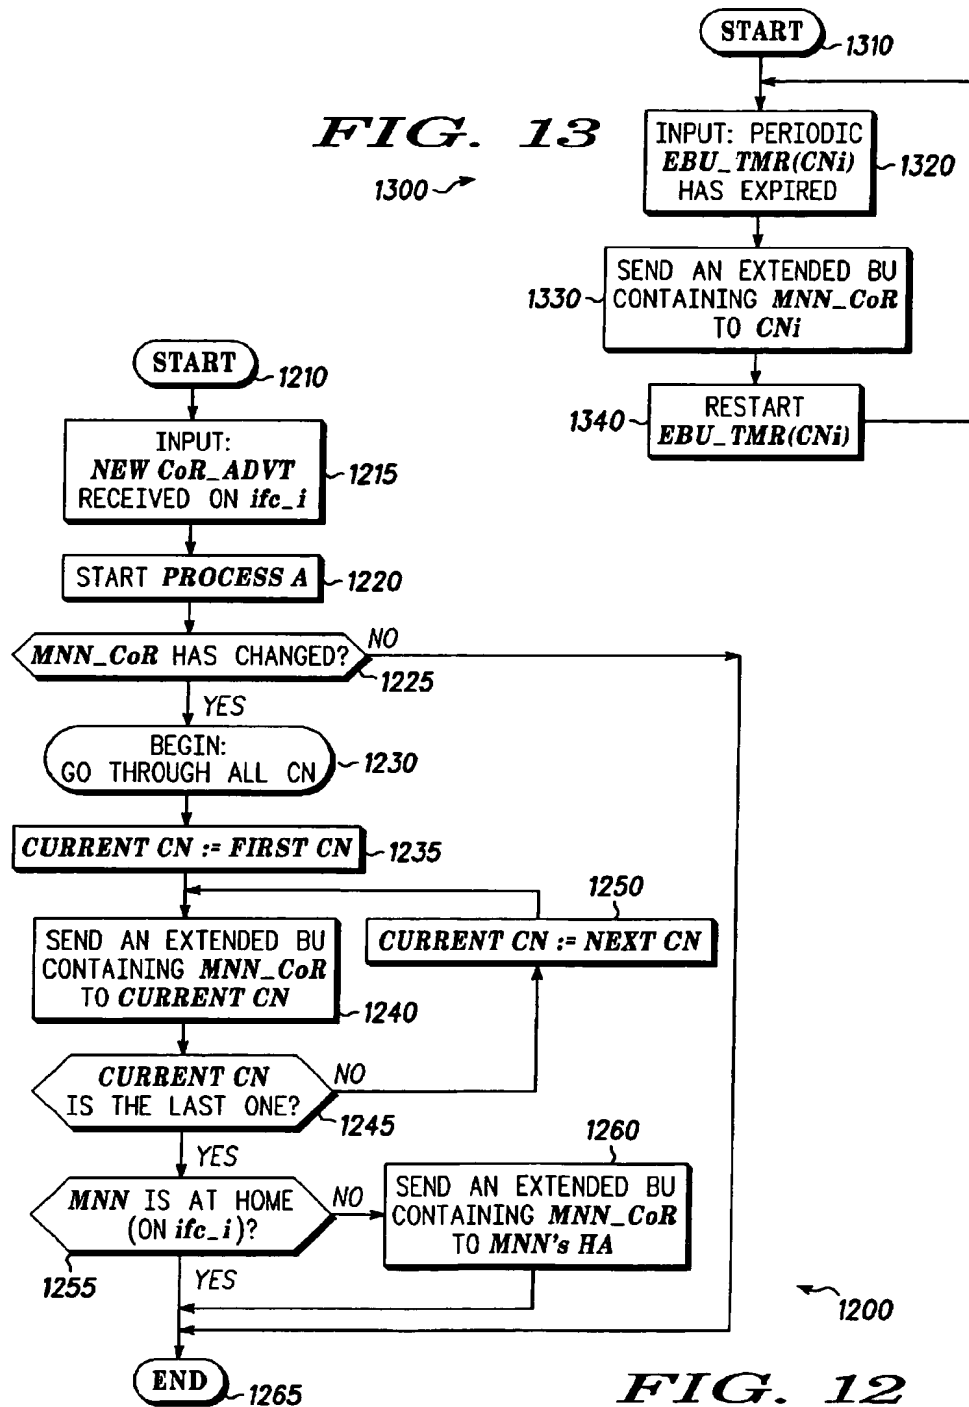 START
1310
FIG. 13
1300
INPUT: PERIODIC
EBU_TMR(CNi)
HAS EXPIRED
1320
SEND AN EXTENDED BU
CONTAINING MNN_CoR
TO CNi
1330
RESTART
EBU_TMR(CNi)
1340
START
1210
INPUT:
NEW CoR_ADVT
RECEIVED ON ifc_i
1215
START PROCESS A
1220
MNN_CoR HAS CHANGED?
NO
1225
YES
BEGIN:
GO THROUGH ALL CN
1230
CURRENT CN := FIRST CN
1235
1250
CURRENT CN := NEXT CN
SEND AN EXTENDED BU
CONTAINING MNN_CoR
TO CURRENT CN
1240
CURRENT CN
IS THE LAST ONE?
NO
1245
YES
1260
MNN IS AT HOME
(ON ifc_i)?
NO
1255
YES
SEND AN EXTENDED BU
CONTAINING MNN_CoR
TO MNN's HA
1200
END
1265
FIG. 12